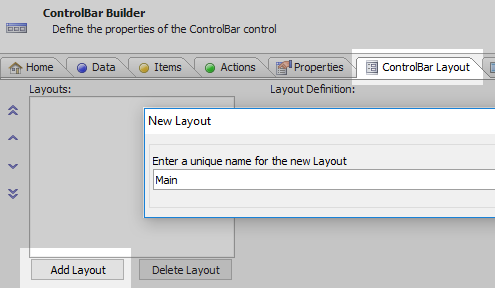 ControlBar Builder
Define the properties of the ControlBar control
Home Data Items Actions Properties ControlBar Layout
Layouts: Layout Definition:
New Layout
Enter a unique name for the new Layout
Main
Add Layout Delete Layout